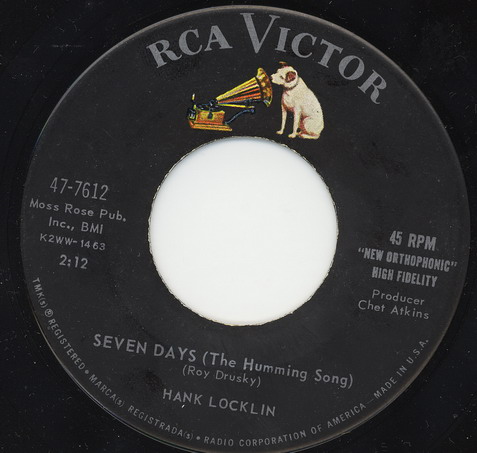 RCA VICTOR
47-7612
Moss Rose Pub.
Inc., BMI
K2WW-1463
2:12
45 RPM
"NEW ORTHOPHONIC"
HIGH FIDELITY
Producer
Chet Atkins
SEVEN DAYS (The Humming Song)
(Roy Drusky)
HANK LOCKLIN
TMK(s) ® REGISTERED • MARCA(s) REGISTRADA(s) • RADIO CORPORATION OF AMERICA—MADE IN U.S.A.